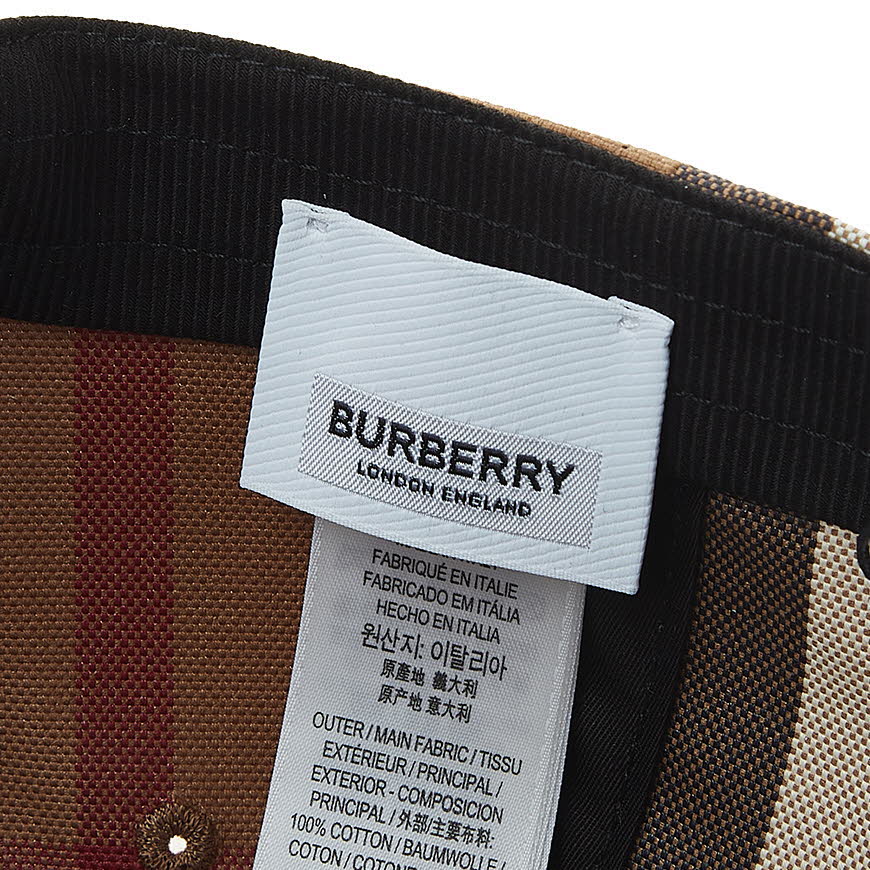 BURBERRY
LONDON ENGLAND
FABRIQUÉ EN ITALIE
FABRICADO EM ITÁLIA
HECHO EN ITALIA
원산지: 이탈리아
原產地 義大利
原产地 意大利
OUTER / MAIN FABRIC / TISSU
EXTÉRIEUR / PRINCIPAL /
EXTERIOR - COMPOSICION
PRINCIPAL / 外部/主要布料:
100% COTTON / BAUMWOLLE /
COTON / COTONE